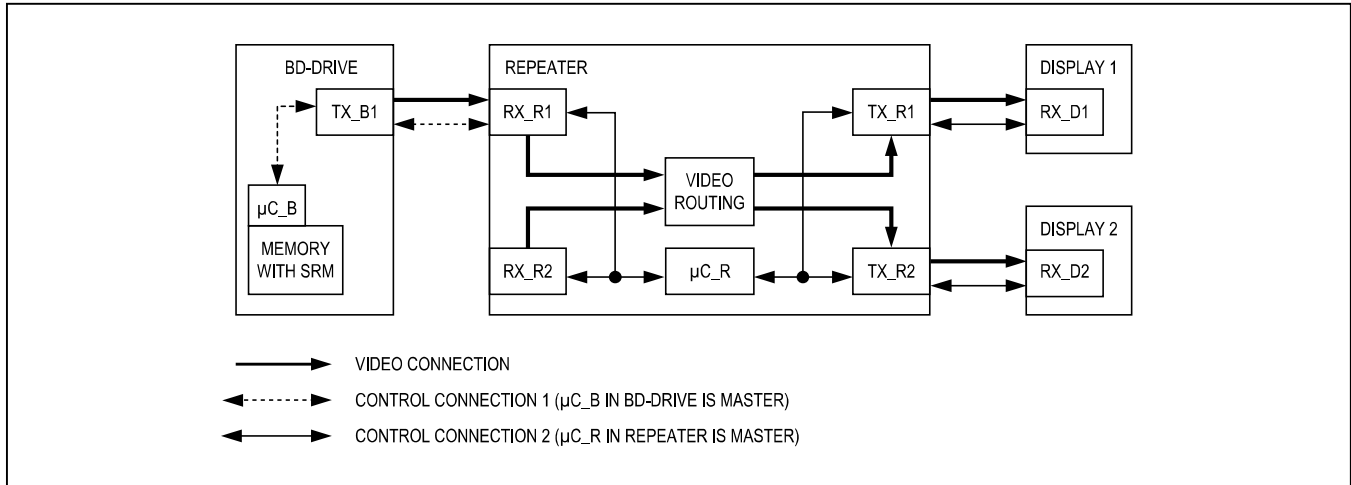 BD-DRIVE
TX_B1
µC_B
MEMORY
WITH SRM
REPEATER
RX_R1
RX_R2
VIDEO
ROUTING
µC_R
TX_R1
TX_R2
DISPLAY 1
RX_D1
DISPLAY 2
RX_D2
VIDEO CONNECTION
CONTROL CONNECTION 1 (µC_B IN BD-DRIVE IS MASTER)
CONTROL CONNECTION 2 (µC_R IN REPEATER IS MASTER)